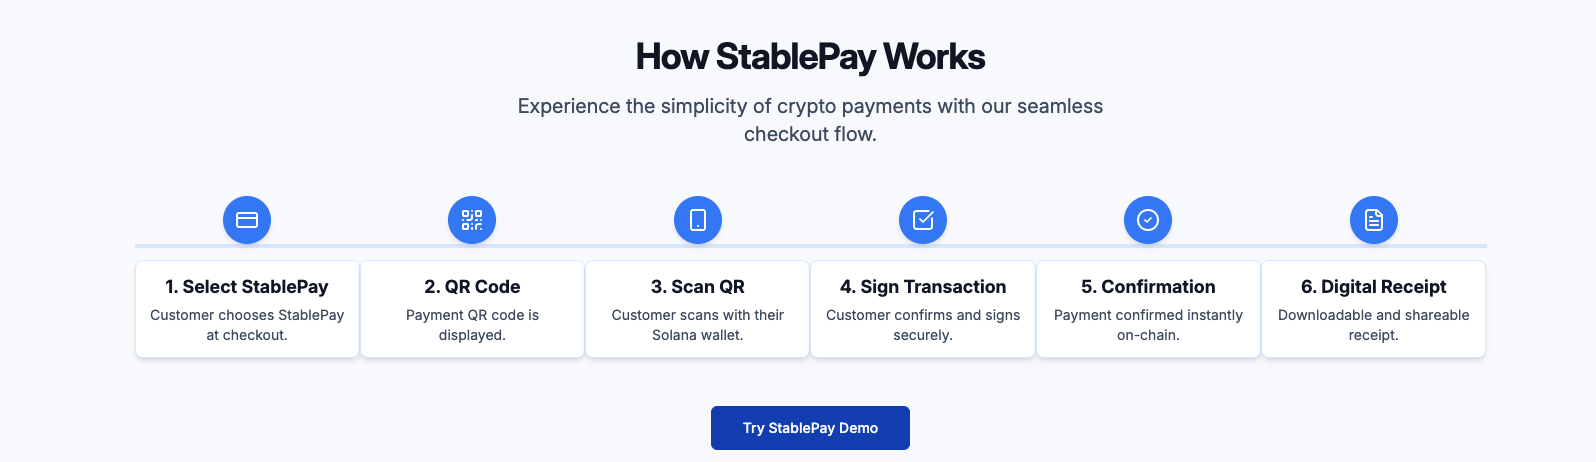 How StablePay Works
Experience the simplicity of crypto payments with our seamless
checkout flow.
1. Select StablePay
Customer chooses StablePay
at checkout.
2. QR Code
Payment QR code is
displayed.
3. Scan QR
Customer scans with their
Solana wallet.
4. Sign Transaction
Customer confirms and signs
securely.
5. Confirmation
Payment confirmed instantly
on-chain.
6. Digital Receipt
Downloadable and shareable
receipt.
Try StablePay Demo